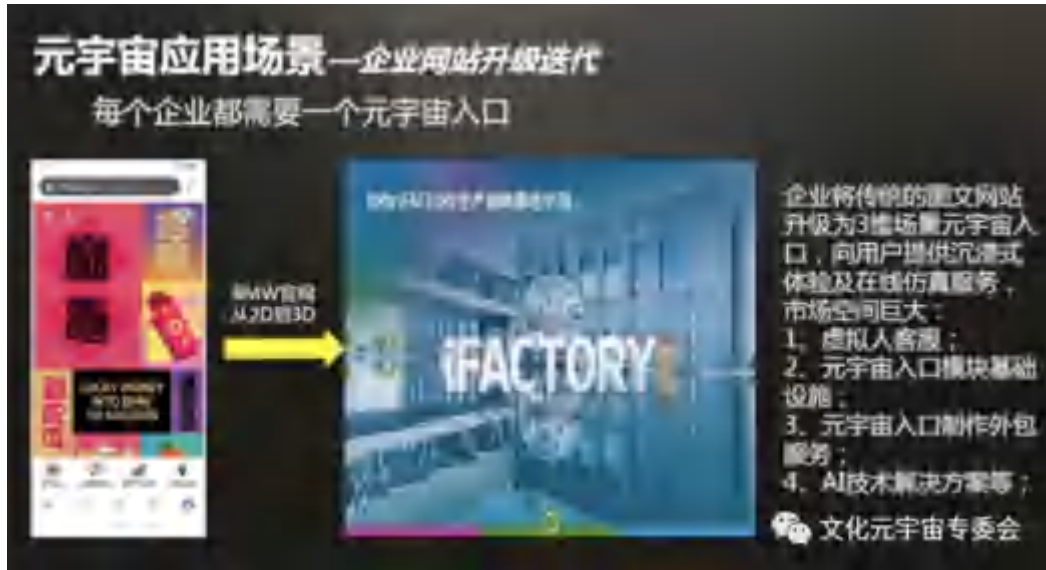 元宇宙应用场景—企业网站升级迭代
每个企业都需要一个元宇宙入口
BMW官网
从2D到3D
iFACTORY
企业将传统的图文网站
升级为3维场景元宇宙入
口，向用户提供沉浸式
体验及在线仿真服务，
市场空间巨大：
1、虚拟人客服；
2、元宇宙入口模块基础
设施；
3、元宇宙入口制作外包
服务；
4、AI技术解决方案等；
文化元宇宙专委会